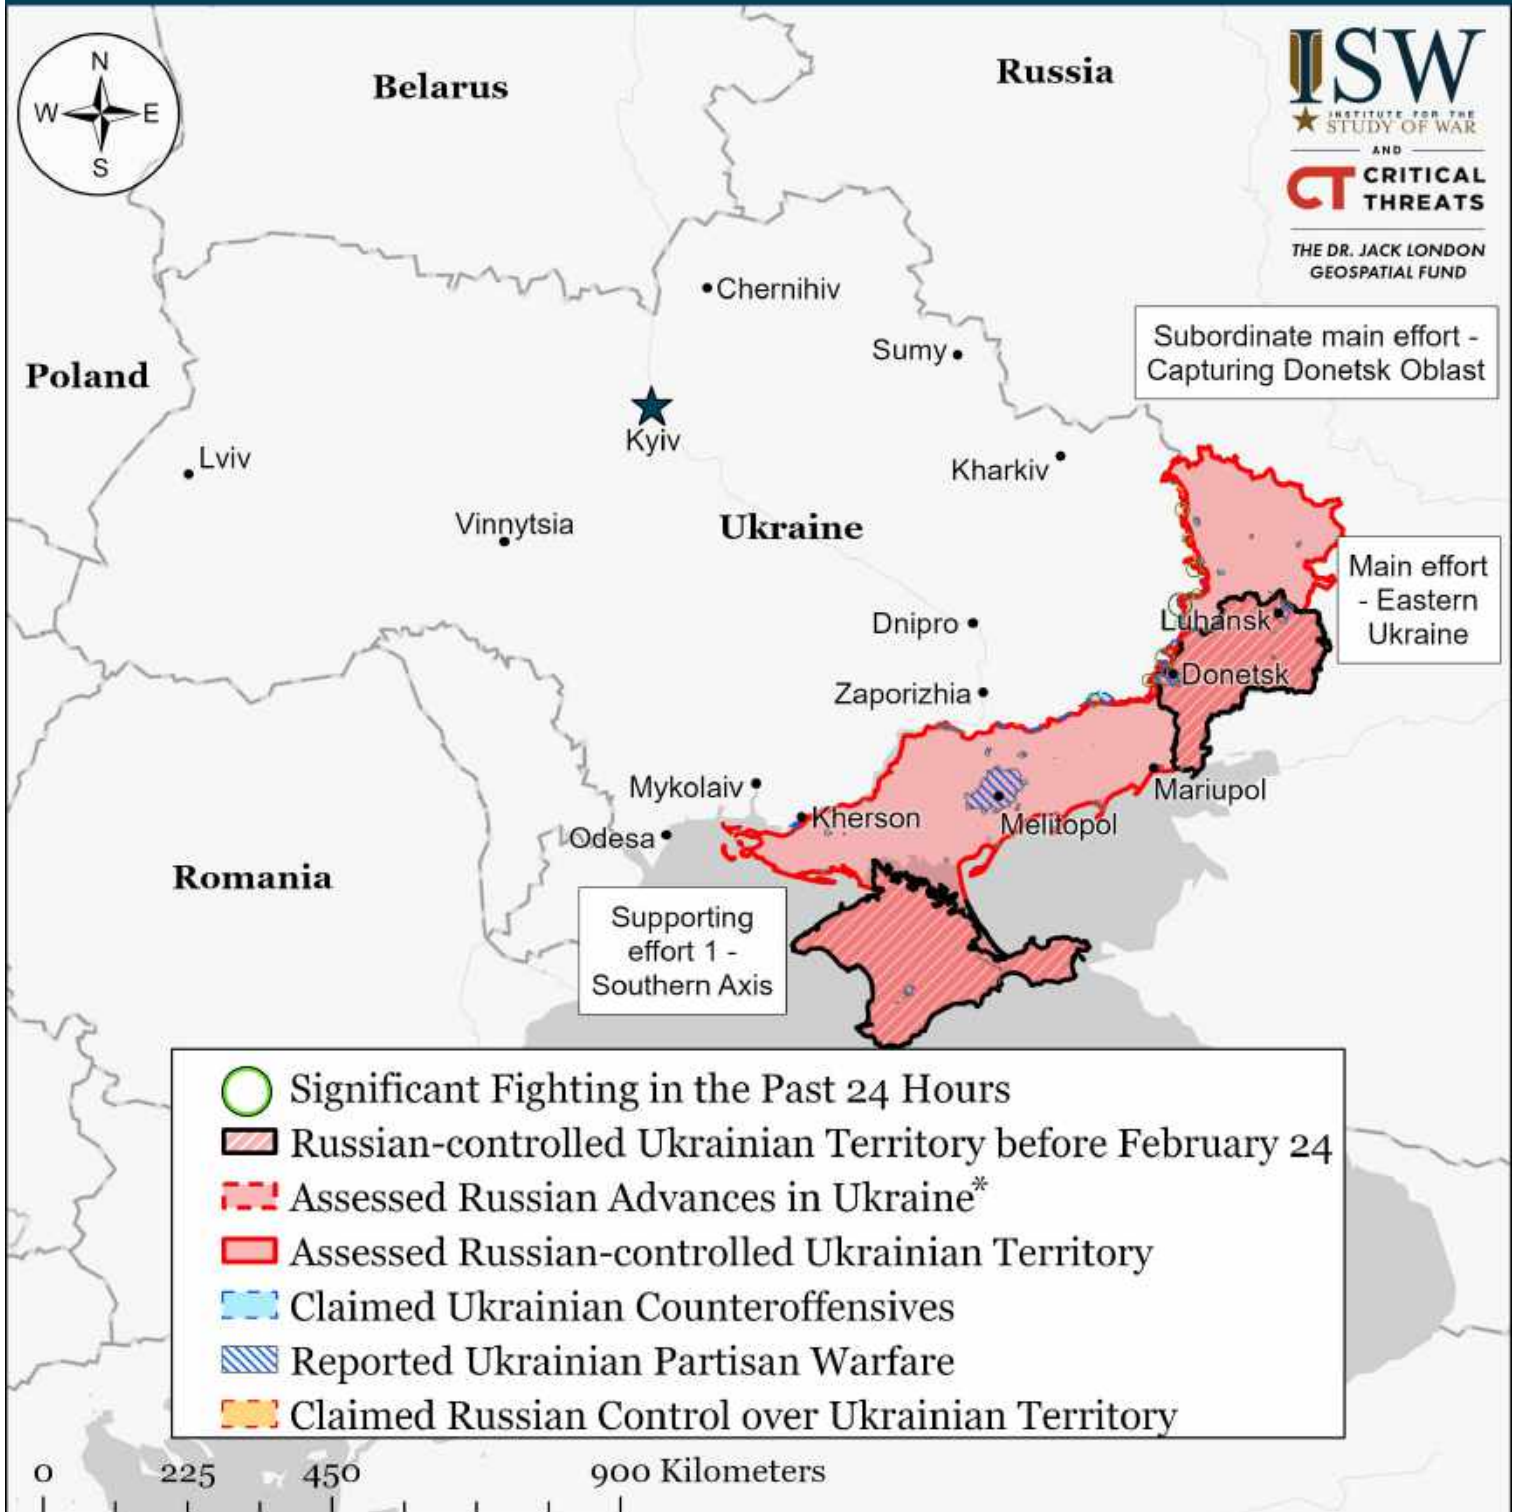 N
W
E
S
Belarus
Russia
ISW
INSTITUTE FOR THE
STUDY OF WAR
AND
CT CRITICAL
THREATS
THE DR. JACK LONDON
GEOSPATIAL FUND
Chernihiv
Subordinate main effort -
Capturing Donetsk Oblast
Sumy
Poland
Kyiv
Lviv
Kharkiv
Vinnytsia
Ukraine
Main effort
- Eastern
Ukraine
Dnipro
Luhansk
Donetsk
Zaporizhia
Mykolaiv
Mariupol
Kherson
Melitopol
Odesa
Romania
Supporting
effort 1 -
Southern Axis
Significant Fighting in the Past 24 Hours
Russian-controlled Ukrainian Territory before February 24
Assessed Russian Advances in Ukraine*
Assessed Russian-controlled Ukrainian Territory
Claimed Ukrainian Counteroffensives
Reported Ukrainian Partisan Warfare
Claimed Russian Control over Ukrainian Territory
0 225 450 900 Kilometers